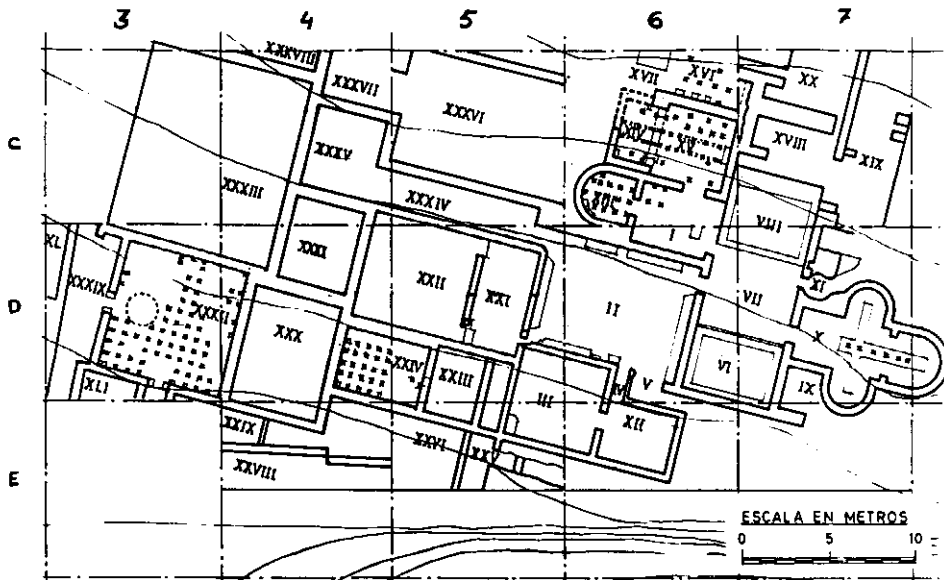 3 4 5 6 7
XXXVIII XXXVII XVII XVI XX
XXXVI
C
XXXV XV XVIII XIX
XXXIII XXXIV
VIII
I
XL XXXI XXII XI
XXXIX XXI II VII
D
XXXII XXX X
XXIV XXIII VI
XLI III IV V IX
XXIX XXVI XII
XXV
XXVIII
E
ESCALA EN METROS
0 5 10